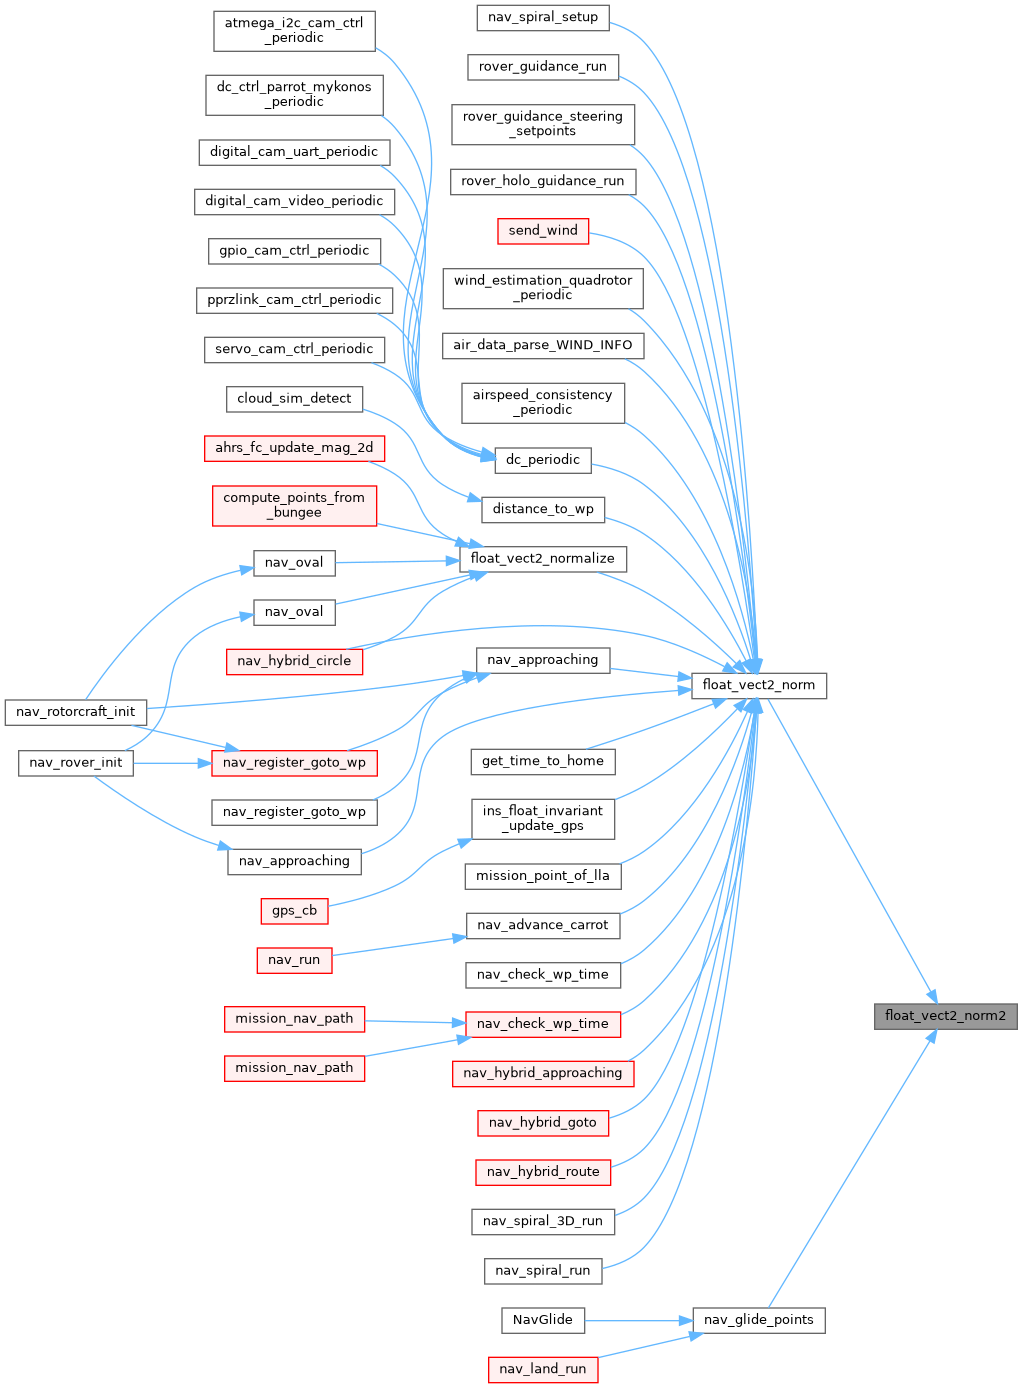 atmega_i2c_cam_ctrl
_periodic
dc_ctrl_parrot_mykonos
_periodic
digital_cam_uart_periodic
digital_cam_video_periodic
gpio_cam_ctrl_periodic
pprzlink_cam_ctrl_periodic
servo_cam_ctrl_periodic
cloud_sim_detect
ahrs_fc_update_mag_2d
compute_points_from
_bungee
nav_oval
nav_oval
nav_hybrid_circle
nav_rotorcraft_init
nav_rover_init
nav_register_goto_wp
nav_register_goto_wp
nav_approaching
gps_cb
nav_run
mission_nav_path
mission_nav_path
nav_spiral_setup
rover_guidance_run
rover_guidance_steering
_setpoints
rover_holo_guidance_run
send_wind
wind_estimation_quadrotor
_periodic
air_data_parse_WIND_INFO
airspeed_consistency
_periodic
dc_periodic
distance_to_wp
float_vect2_normalize
nav_approaching
get_time_to_home
ins_float_invariant
_update_gps
mission_point_of_lla
nav_advance_carrot
nav_check_wp_time
nav_check_wp_time
nav_hybrid_approaching
nav_hybrid_goto
nav_hybrid_route
nav_spiral_3D_run
nav_spiral_run
NavGlide
nav_land_run
float_vect2_norm
nav_glide_points
float_vect2_norm2